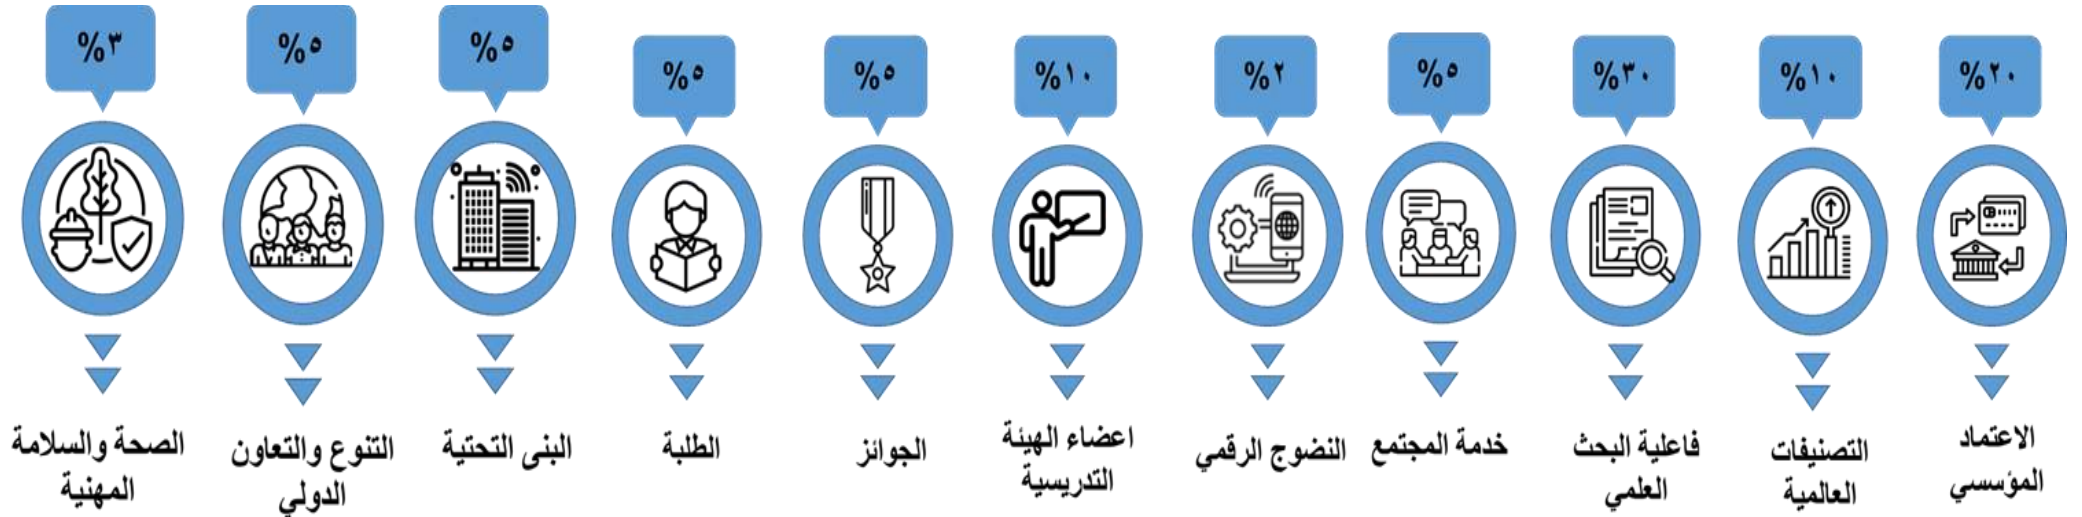 %٢٠
الاعتماد
المؤسسي
%١٠
التصنيفات
العالمية
%٣٠
فاعلية البحث
العلمي
%٥
خدمة المجتمع
%٢
النضوج الرقمي
%١٠
اعضاء الهيئة
التدريسية
%٥
الجوائز
%٥
الطلبة
%٥
البنى التحتية
%٥
التنوع والتعاون
الدولي
%٣
الصحة والسلامة
المهنية